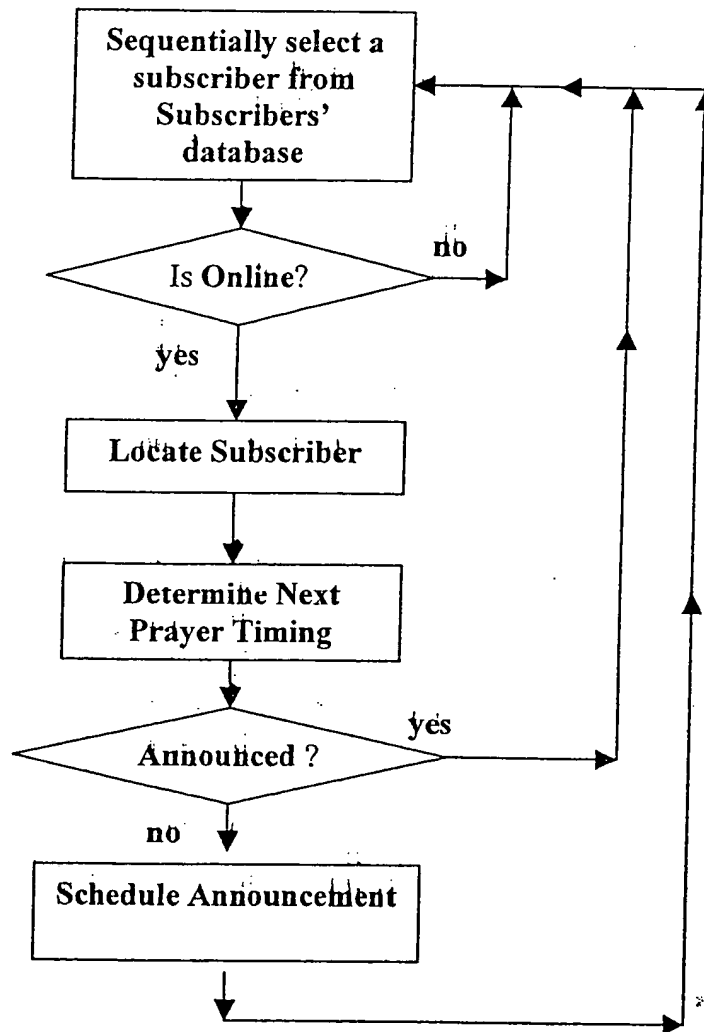 Sequentially select a
subscriber from
Subscribers'
database
no
Is Online?
yes
Locate Subscriber
Determine Next
Prayer Timing
yes
Announced ?
no
Schedule Announcement